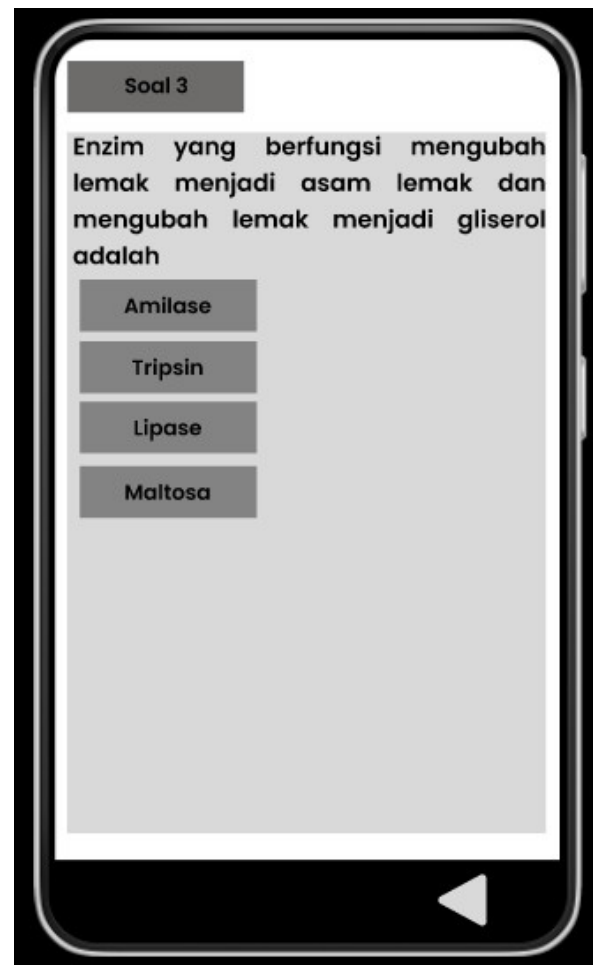 Soal 3
Enzim yang berfungsi mengubah
lemak menjadi asam lemak dan
mengubah lemak menjadi gliserol
adalah
Amilase
Tripsin
Lipase
Maltosa